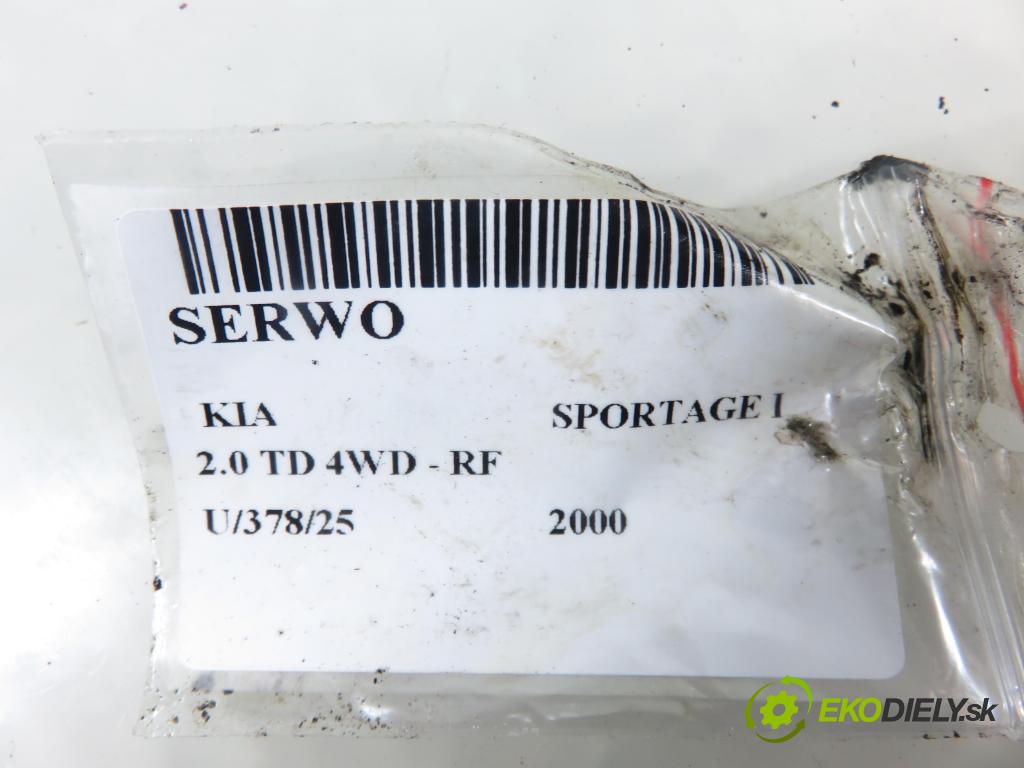 SERWO
KIA SPORTAGE I
2.0 TD 4WD - RF
U/378/25 2000
EKODIELY.sk